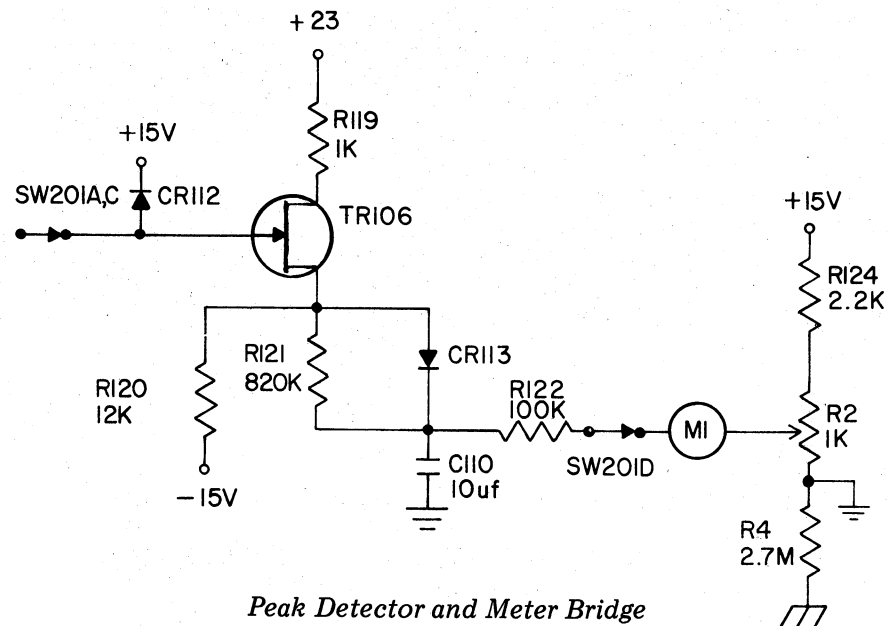 +23
R119
1K
+15V
SW201A,C
CR112
TR106
+15V
R124
2.2K
R121
820K
CR113
R120
12K
R122
100K
R2
1K
M1
SW201D
C110
10uf
-15V
R4
2.7M
Peak Detector and Meter Bridge